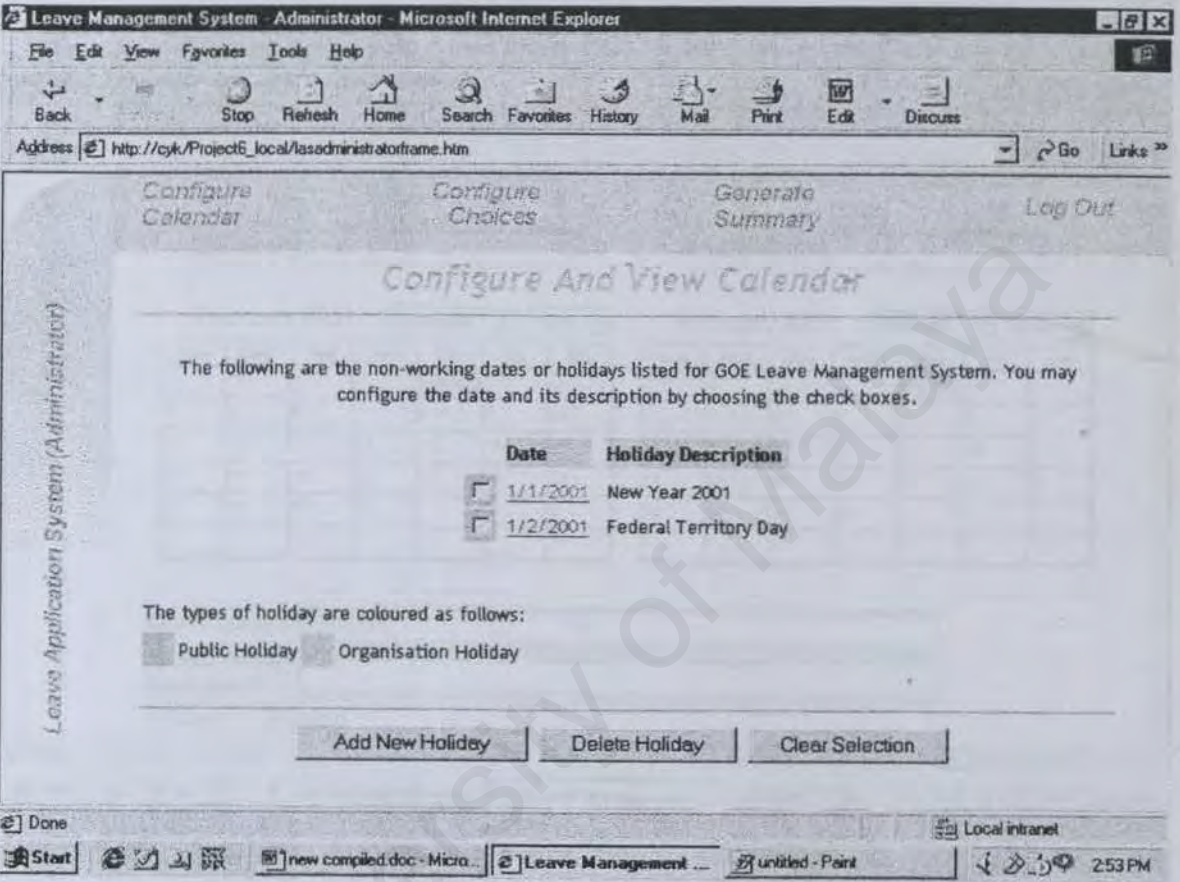 Leave Management System - Administrator - Microsoft Internet Explorer
File Edit View Favorites Tools Help
Back Stop Refresh Home Search Favorites History Mail Print Edit Discuss
Address http://cyk/Project6_local/lasadministratorframe.htm Go Links »
Configure Calendar
Configure Choices
Generate Summary
Log Out
Leave Application System (Administrator)
Configure And View Calendar
The following are the non-working dates or holidays listed for GOE Leave Management System. You may
configure the date and its description by choosing the check boxes.
Date Holiday Description
1/1/2001 New Year 2001
1/2/2001 Federal Territory Day
The types of holiday are coloured as follows:
Public Holiday Organisation Holiday
Add New Holiday Delete Holiday Clear Selection
Done Local intranet
Start new compiled.doc - Micro... Leave Management ... untitled - Paint 2:53 PM
sity of Malaya